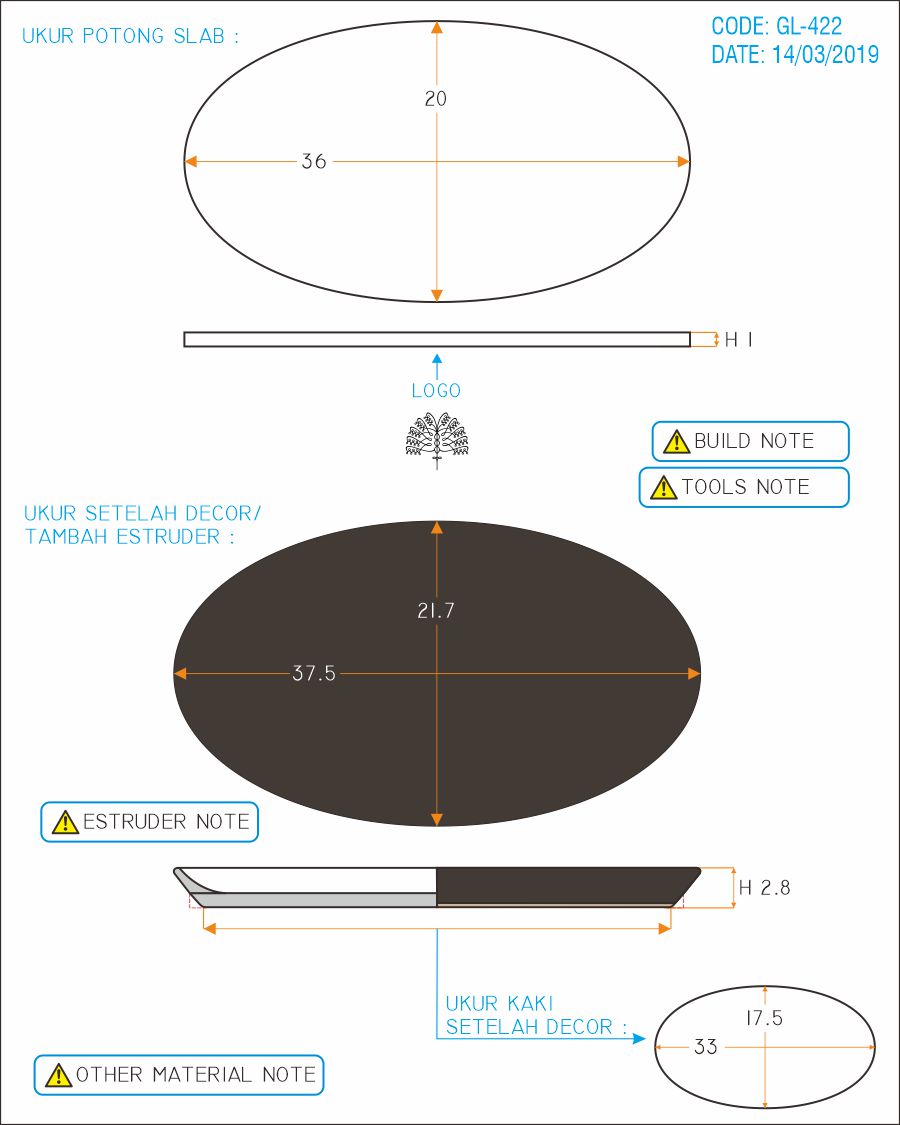 UKUR POTONG SLAB :
CODE: GL-422
DATE: 14/03/2019
20
36
H 1
LOGO
BUILD NOTE
TOOLS NOTE
UKUR SETELAH DECOR/
TAMBAH ESTRUDER :
21.7
37.5
ESTRUDER NOTE
H 2.8
UKUR KAKI
SETELAH DECOR :
17.5
33
OTHER MATERIAL NOTE